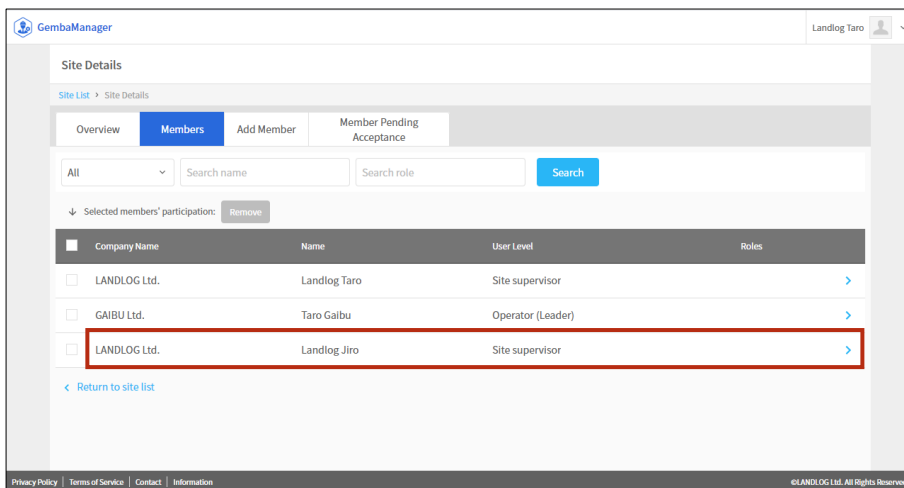 GembaManager
Landlog Taro
Site Details
Site List > Site Details
Overview
Members
Add Member
Member Pending
Acceptance
All
Search name
Search role
Search
↓ Selected members' participation: Remove
Company Name Name User Level Roles
LANDLOG Ltd. Landlog Taro Site supervisor >
GAIBU Ltd. Taro Gaibu Operator (Leader) >
LANDLOG Ltd. Landlog Jiro Site supervisor >
< Return to site list
Privacy Policy | Terms of Service | Contact | Information ©LANDLOG Ltd. All Rights Reserved